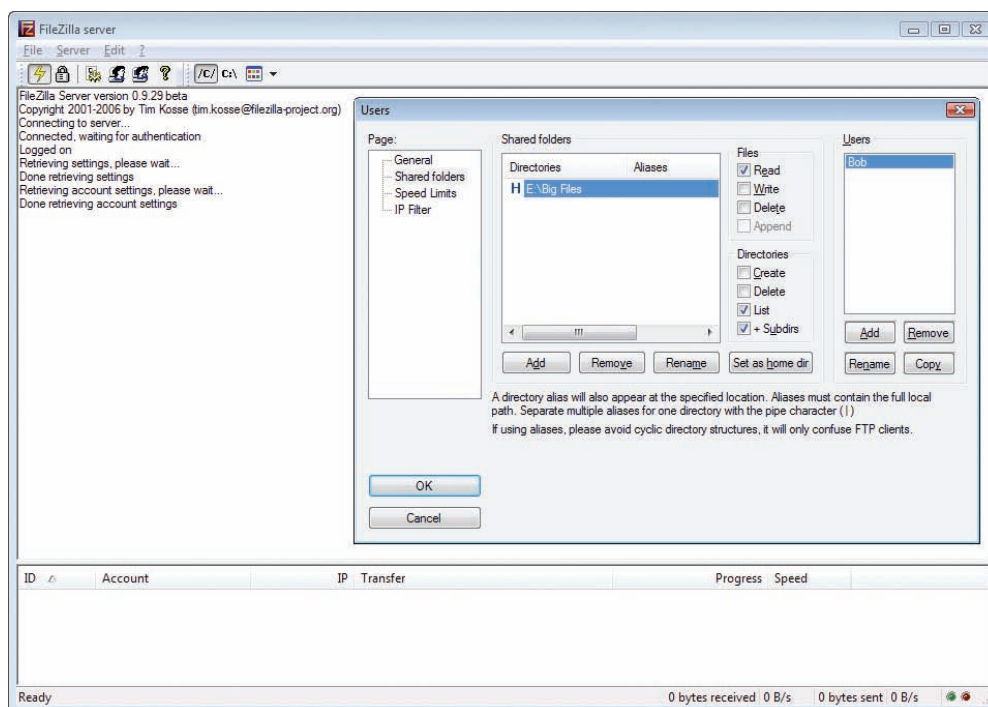 FileZilla server
File Server Edit ?
/C/ C:\
FileZilla Server version 0.9.29 beta
Copyright 2001-2006 by Tim Kosse (tim.kosse@filezilla-project.org)
Connecting to server...
Connected, waiting for authentication
Logged on
Retrieving settings, please wait...
Done retrieving settings
Retrieving account settings, please wait...
Done retrieving account settings
Users
Page:
General
Shared folders
Speed Limits
IP Filter
OK
Cancel
Shared folders
Directories Aliases
H E:\Big Files
Add Remove Rename Set as home dir
Files
Read
Write
Delete
Append
Directories
Create
Delete
List
+ Subdirs
Users
Bob
Add Remove
Rename Copy
A directory alias will also appear at the specified location. Aliases must contain the full local
path. Separate multiple aliases for one directory with the pipe character (|)
If using aliases, please avoid cyclic directory structures, it will only confuse FTP clients.
ID Account IP Transfer Progress Speed
Ready 0 bytes received 0 B/s 0 bytes sent 0 B/s